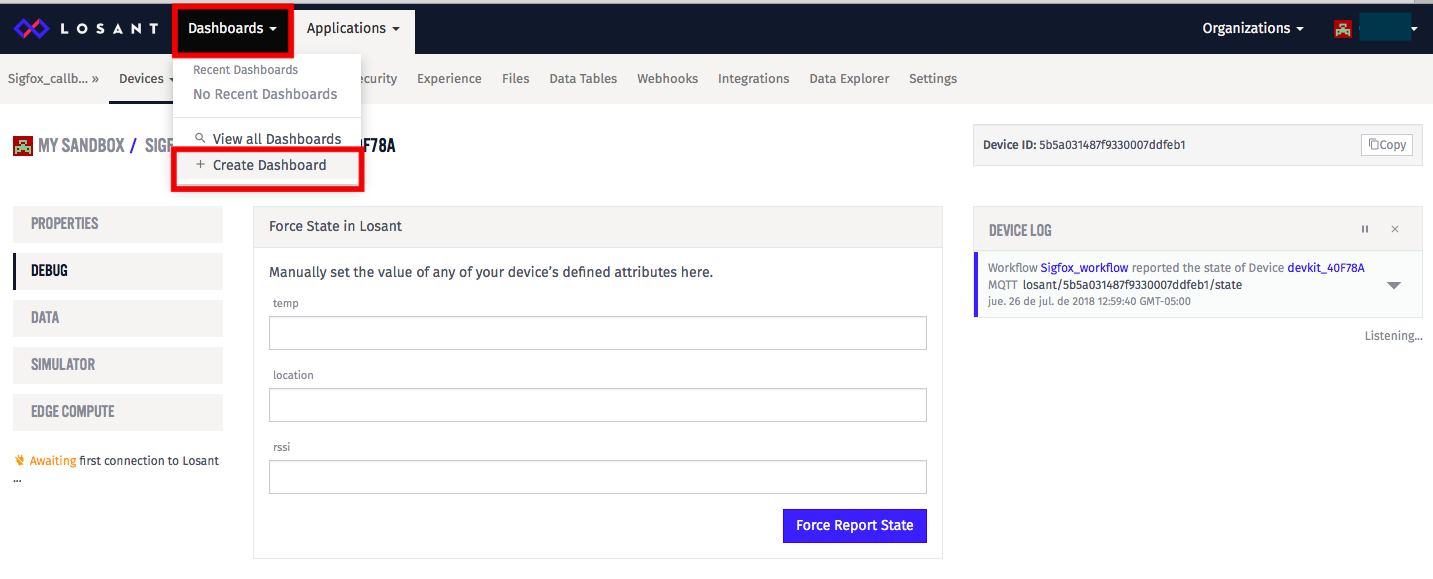 LOSANT
Dashboards
Applications
Organizations
Sigfox_callb... »
Devices
ecurity
Experience
Files
Data Tables
Webhooks
Integrations
Data Explorer
Settings
Recent Dashboards
No Recent Dashboards
View all Dashboards
+ Create Dashboard
MY SANDBOX / SIGF
0F78A
Device ID: 5b5a031487f9330007ddfeb1
Copy
PROPERTIES
DEBUG
DATA
SIMULATOR
EDGE COMPUTE
Awaiting first connection to Losant
...
Force State in Losant
Manually set the value of any of your device's defined attributes here.
temp
location
rssi
Force Report State
DEVICE LOG
Workflow Sigfox_workflow reported the state of Device devkit_40F78A
MQTT losant/5b5a031487f9330007ddfeb1/state
jue. 26 de jul. de 2018 12:59:40 GMT-05:00
Listening...